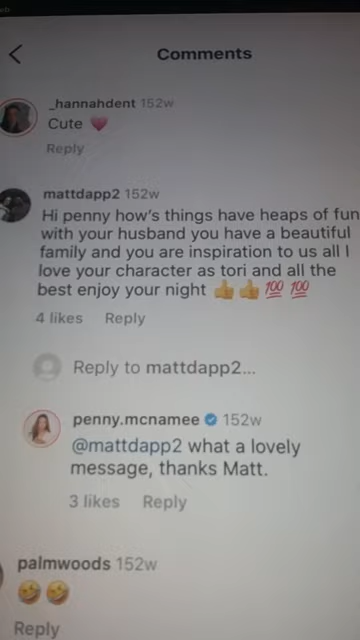 Comments
_hannahdent 152w
Cute 🩷
Reply
mattdapp2 152w
Hi penny how's things have heaps of fun
with your husband you have a beautiful
family and you are inspiration to us all I
love your character as tori and all the
best enjoy your night 👍👍💯💯
4 likes Reply
Reply to mattdapp2...
penny.mcnamee 152w
@mattdapp2 what a lovely
message, thanks Matt.
3 likes Reply
palmwoods 152w
🤣🤣
Reply